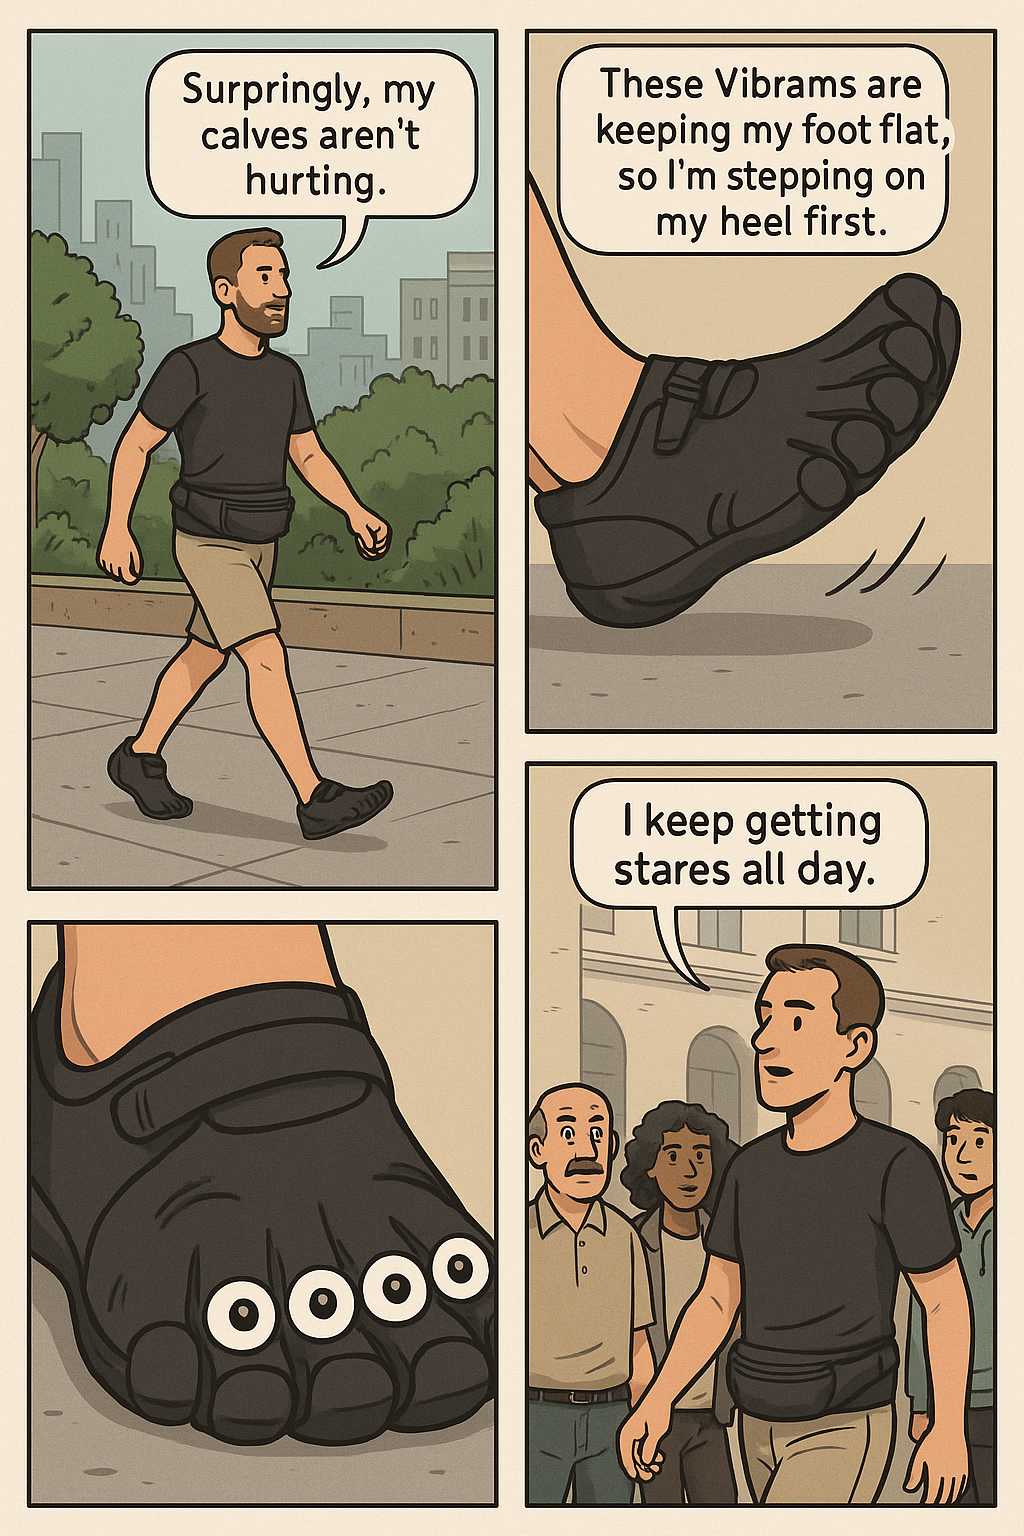 Surpringly, my
calves aren't
hurting.
These Vibrams are
keeping my foot flat,
so I'm stepping on
my heel first.
I keep getting
stares all day.